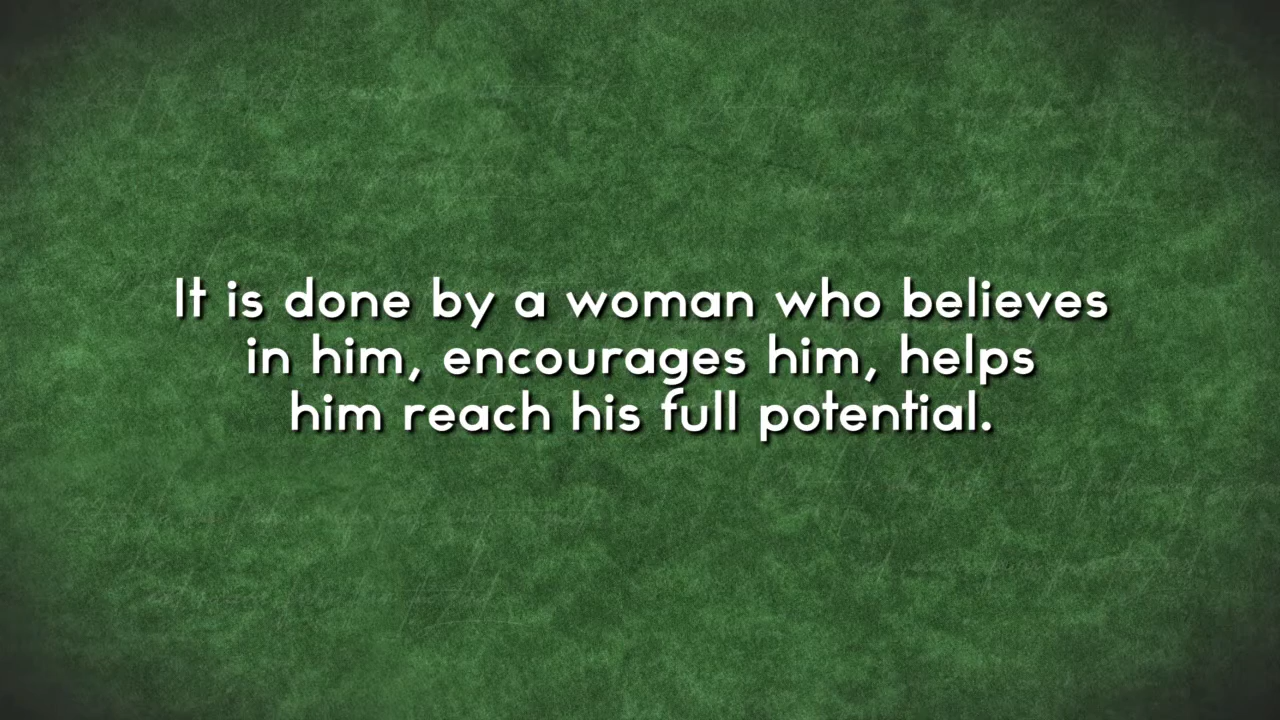 It is done by a woman who believes
in him, encourages him, helps
him reach his full potential.